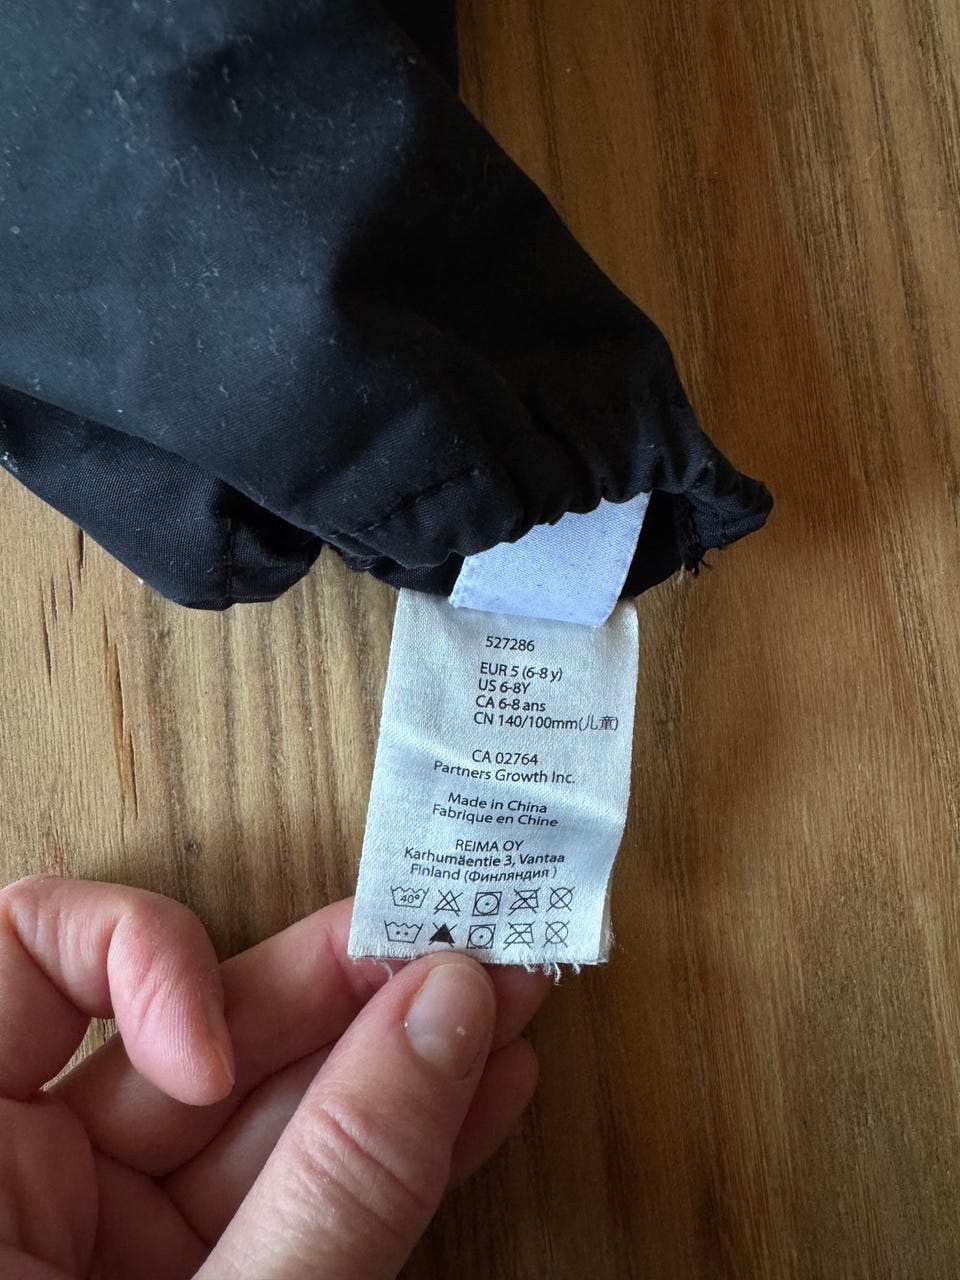 527286
EUR 5 (6-8 y)
US 6-8Y
CA 6-8 ans
CN 140/100mm(儿童)
CA 02764
Partners Growth Inc.
Made in China
Fabrique en Chine
REIMA OY
Karhumäentie 3, Vantaa
Finland (Финляндия )
40°